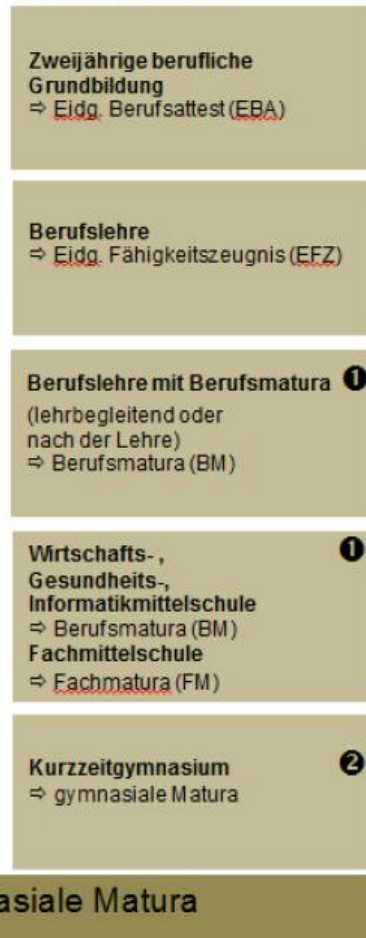 Zweijährige berufliche
Grundbildung
⇨ Eidg. Berufsattest (EBA)
Berufslehre
⇨ Eidg. Fähigkeitszeugnis (EFZ)
Berufslehre mit Berufsmatura ❶
(lehrbegleitend oder
nach der Lehre)
⇨ Berufsmatura (BM)
Wirtschafts- , ❶
Gesundheits-,
Informatikmittelschule
⇨ Berufsmatura (BM)
Fachmittelschule
⇨ Fachmatura (FM)
Kurzzeitgymnasium ❷
⇨ gymnasiale Matura
asiale Matura